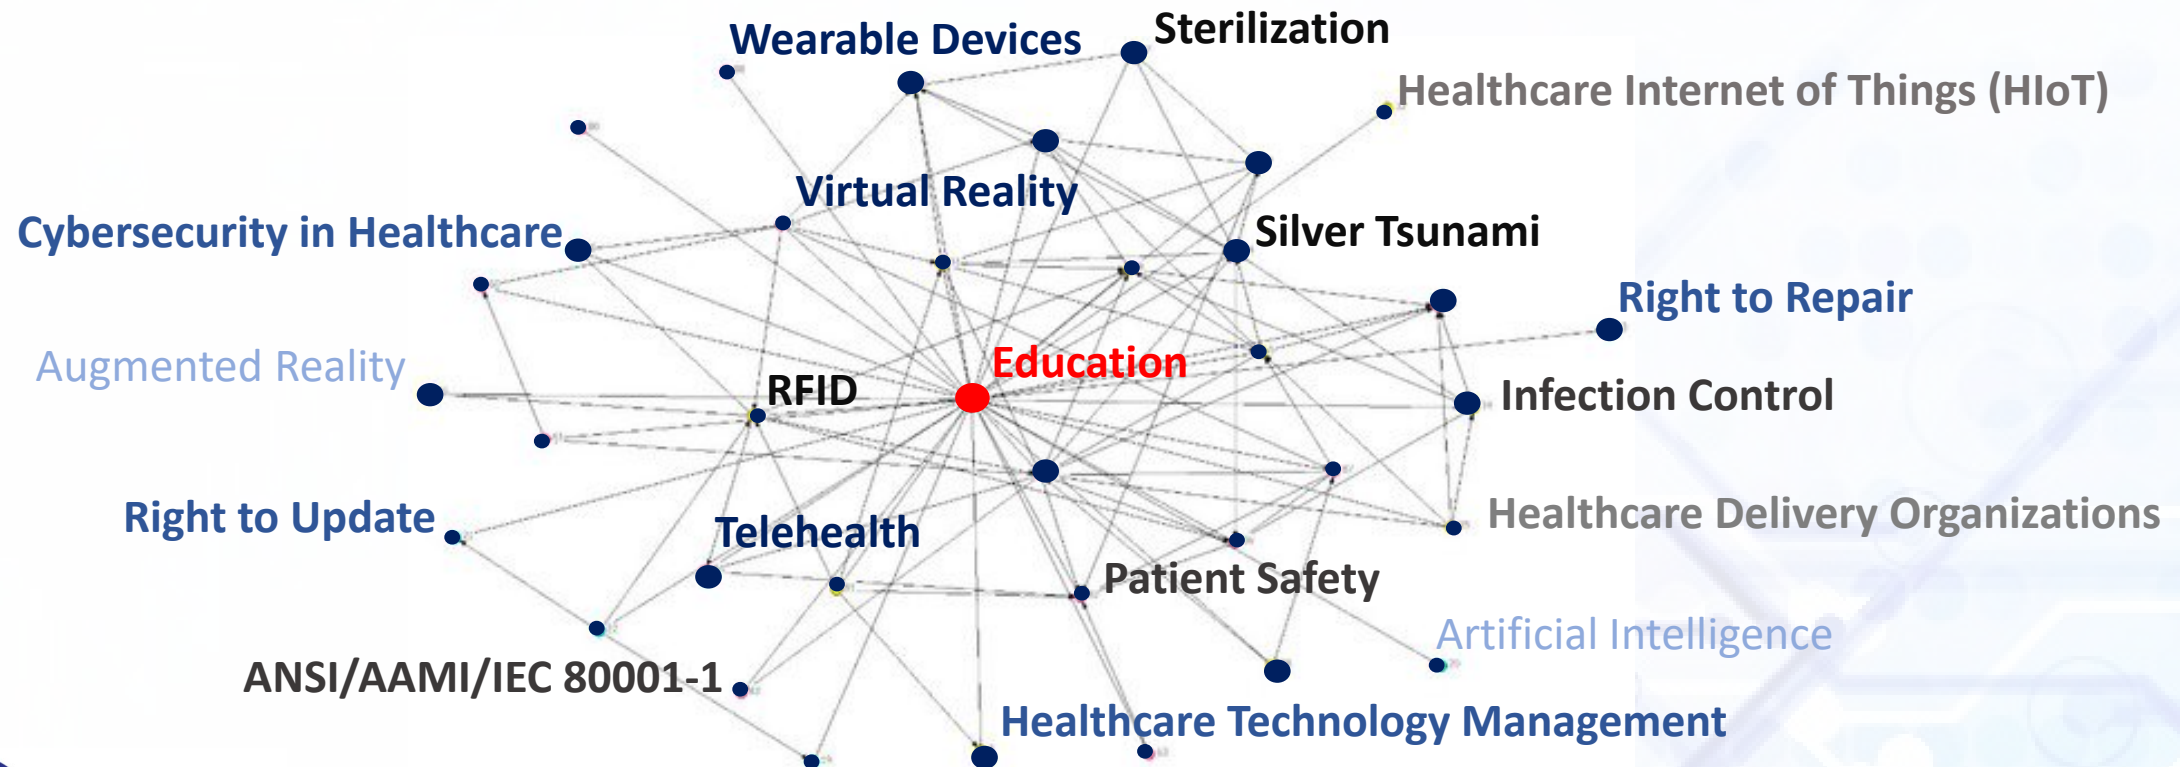 Sterilization
Wearable Devices
Healthcare Internet of Things (HIoT)
Virtual Reality
Cybersecurity in Healthcare
Silver Tsunami
Right to Repair
Education
Augmented Reality
RFID
Infection Control
Right to Update
Healthcare Delivery Organizations
Telehealth
Patient Safety
Artificial Intelligence
ANSI/AAMI/IEC 80001-1
Healthcare Technology Management